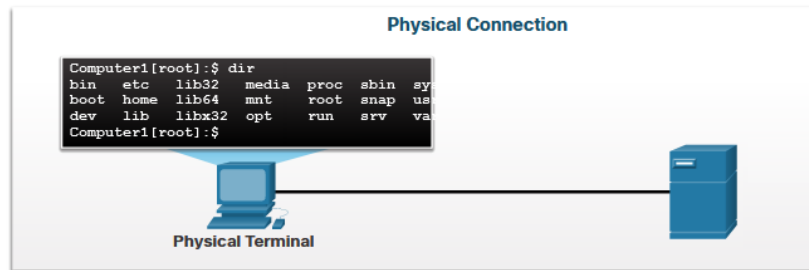 Physical Connection
Computer1[root]:$ dir
bin etc lib32 media proc sbin
boot home lib64 mnt root snap
dev lib libx32 opt run srv
Computer1[root]:$
Physical Terminal